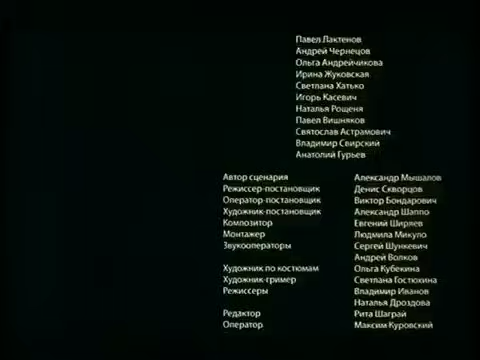 Павел Лактенов
Андрей Чернецов
Ольга Андрейчикова
Ирина Жуковская
Светлана Хатько
Игорь Касевич
Наталья Рощеня
Павел Вишняков
Святослав Астрамович
Владимир Свирский
Анатолий Гурьев
Автор сценария Александр Мышалов
Режиссер-постановщик Денис Скворцов
Оператор-постановщик Виктор Бондарович
Художник-постановщик Александр Шаппо
Композитор Евгений Ширяев
Монтажер Людмила Микуло
Звукооператоры Сергей Шункевич
Андрей Волков
Художник по костюмам Ольга Кубекина
Художник-гример Светлана Гостюхина
Режиссеры Владимир Иванов
Наталья Дроздова
Редактор Рита Шаграй
Оператор Максим Куровский